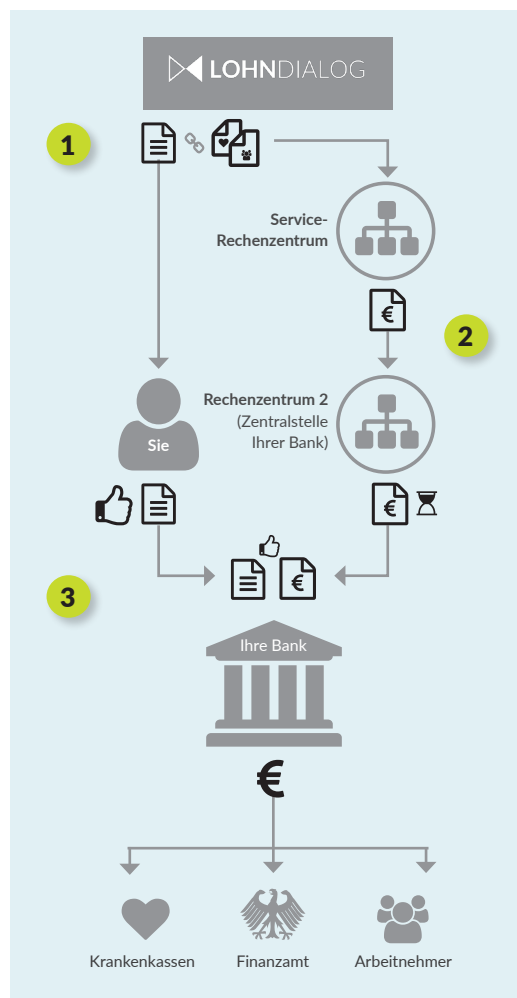 LOHNDIALOG
1
Service-
Rechenzentrum
€
2
Rechenzentrum 2
(Zentralstelle
Ihrer Bank)
Sie
€
€
3
Ihre Bank
€
Krankenkassen
Finanzamt
Arbeitnehmer